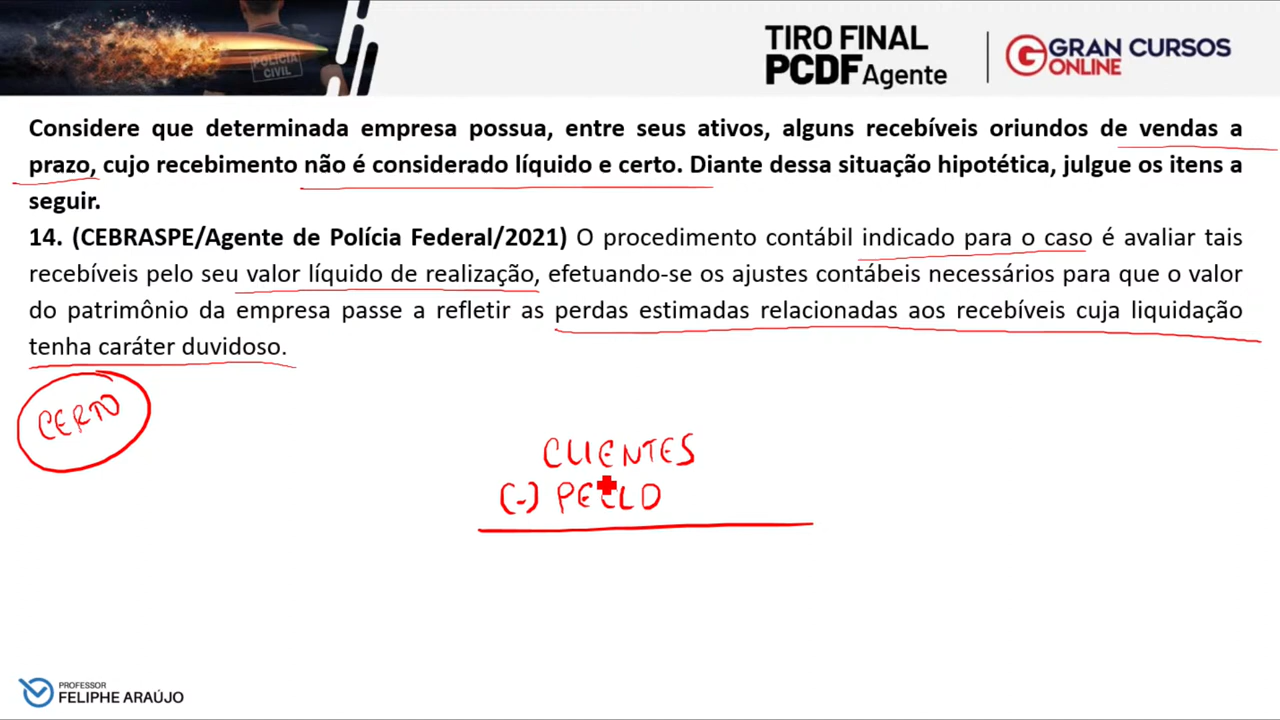 POLÍCIA
CIVIL
TIRO FINAL
PCDF Agente
GRAN CURSOS
ONLINE
Considere que determinada empresa possua, entre seus ativos, alguns recebíveis oriundos de vendas a
prazo, cujo recebimento não é considerado líquido e certo. Diante dessa situação hipotética, julgue os itens a
seguir.
14. (CEBRASPE/Agente de Polícia Federal/2021) O procedimento contábil indicado para o caso é avaliar tais
recebíveis pelo seu valor líquido de realização, efetuando-se os ajustes contábeis necessários para que o valor
do patrimônio da empresa passe a refletir as perdas estimadas relacionadas aos recebíveis cuja liquidação
tenha caráter duvidoso.
CERTO
CLIENTES
(-) PECLD
PROFESSOR
FELIPHE ARAÚJO